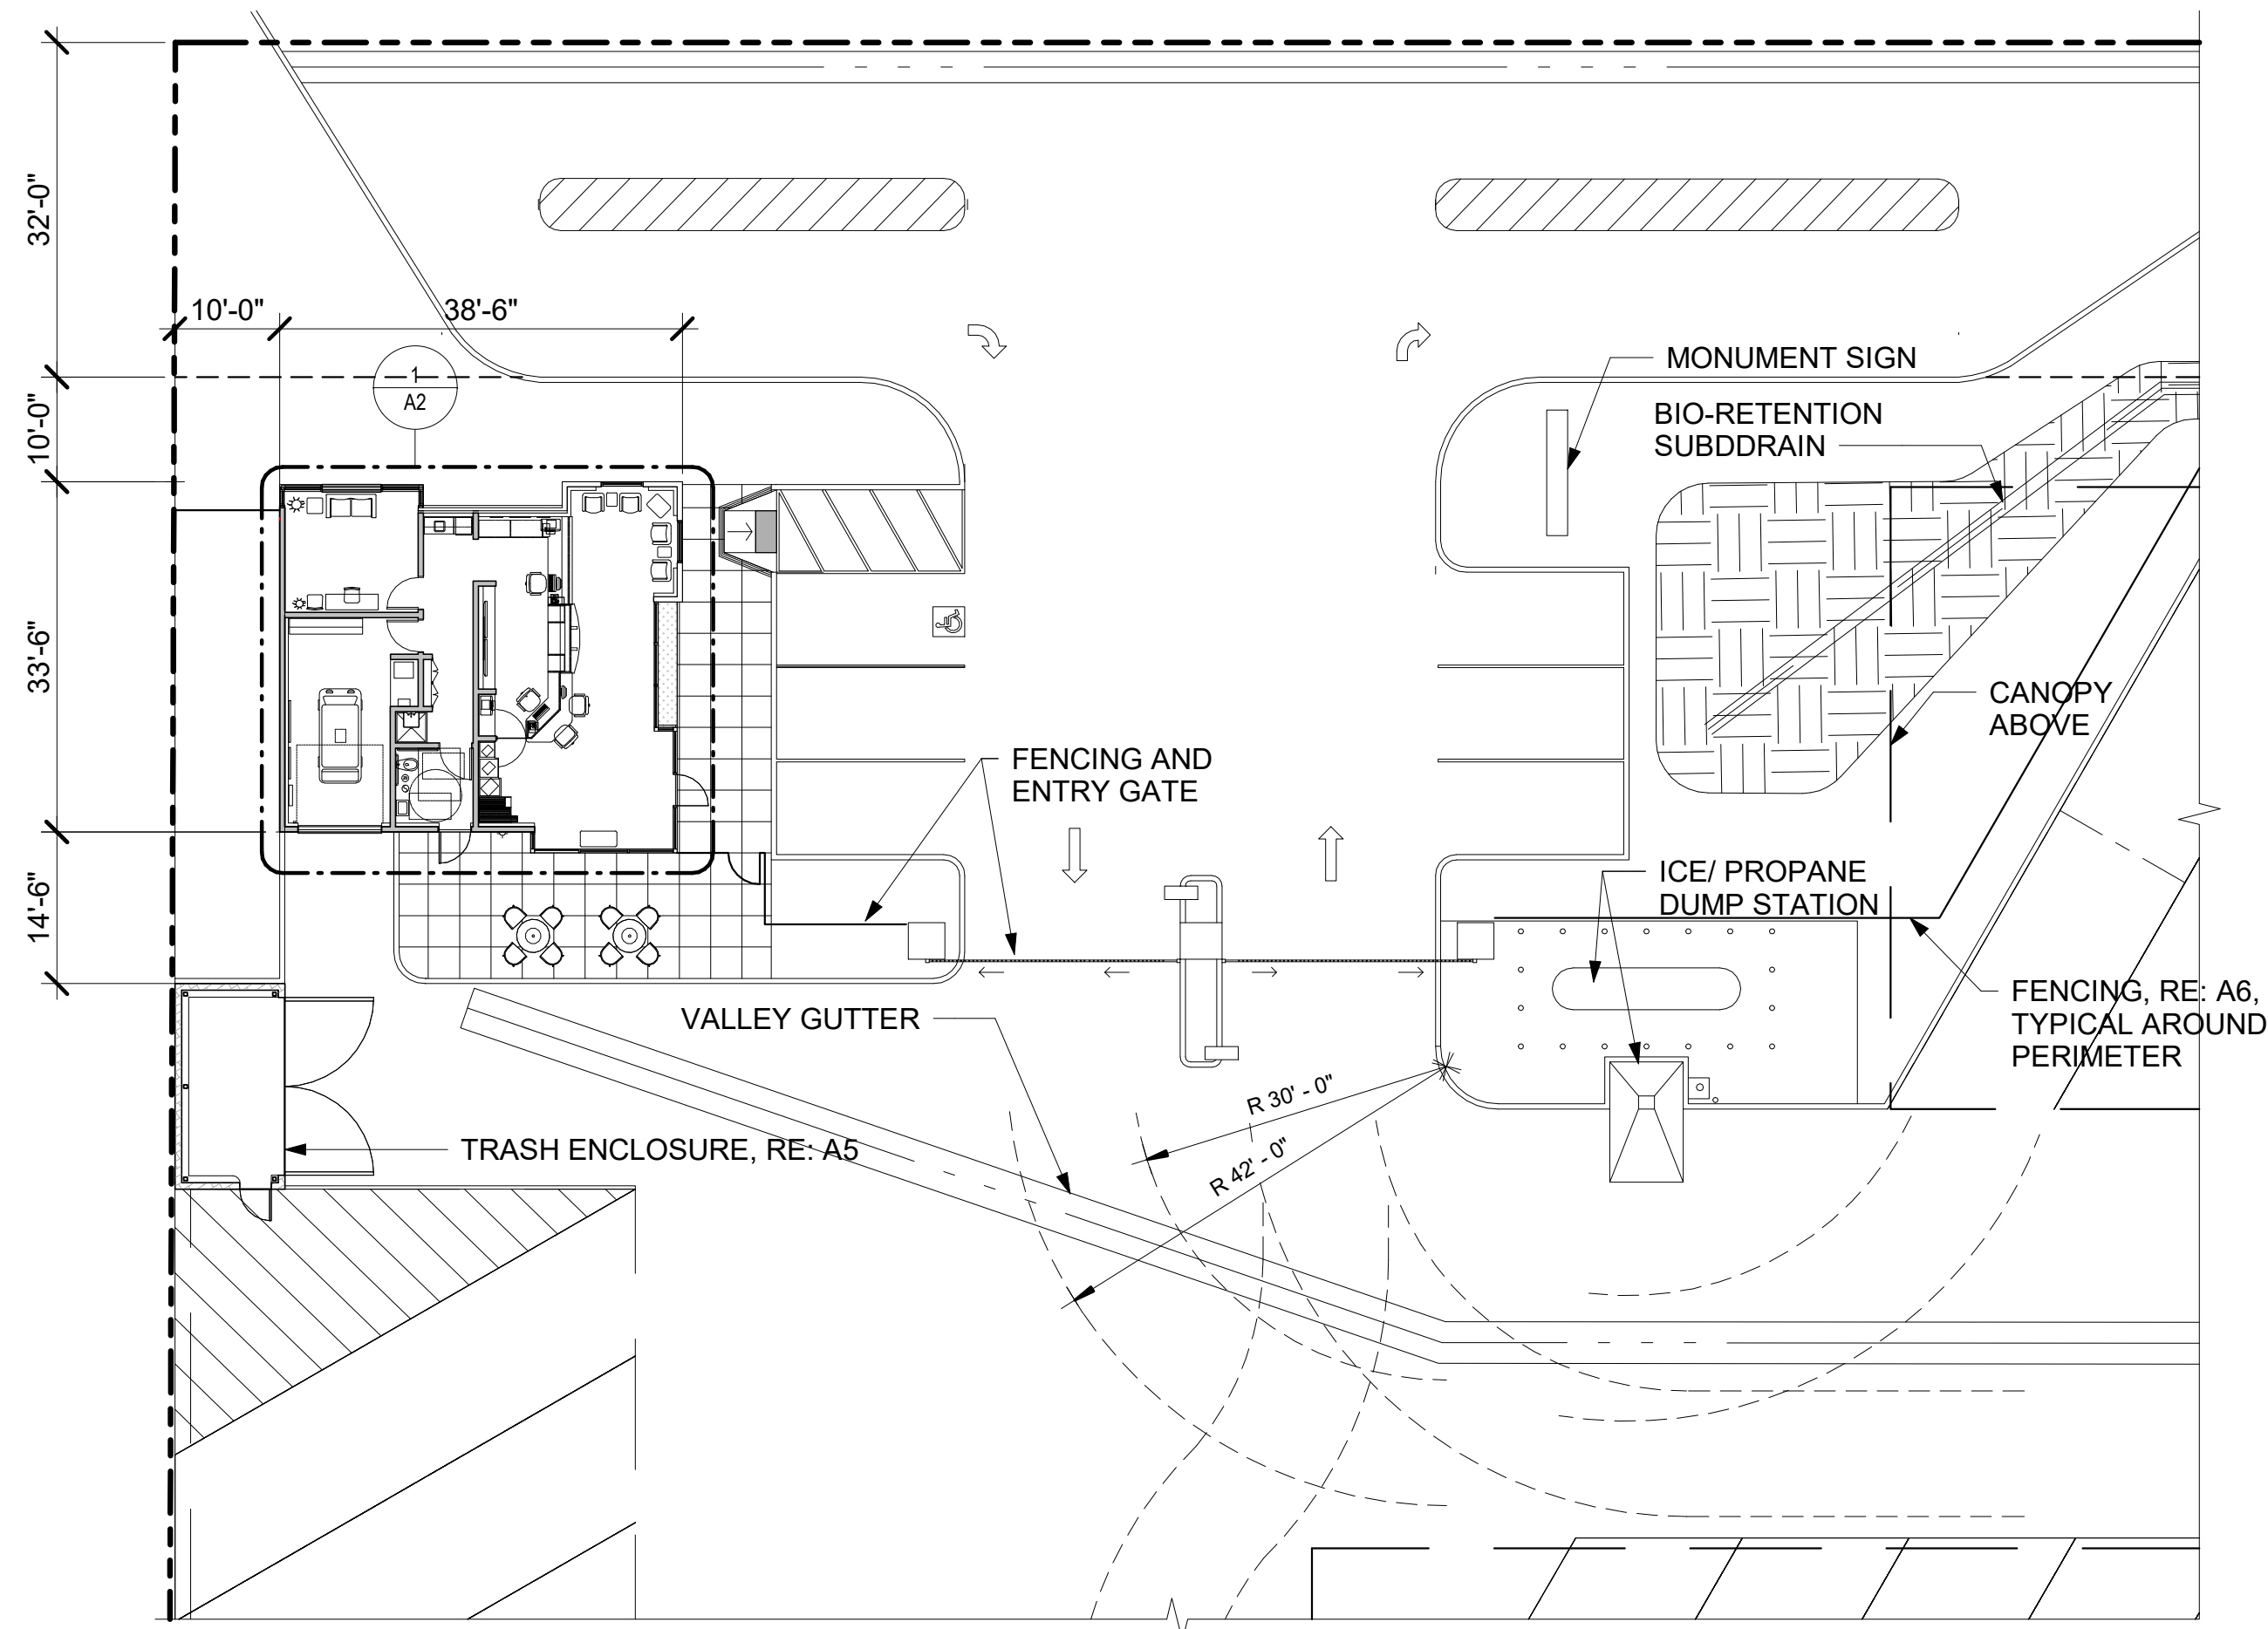 32'-0"
10'-0"
38'-6"
1
A2
10'-0"
MONUMENT SIGN
BIO-RETENTION
SUBDDRAIN
33'-6"
CANOPY
ABOVE
FENCING AND
ENTRY GATE
14'-6"
ICE/ PROPANE
DUMP STATION
VALLEY GUTTER
FENCING, RE: A6,
TYPICAL AROUND
PERIMETER
R 30' - 0"
R 42' - 0"
TRASH ENCLOSURE, RE: A5